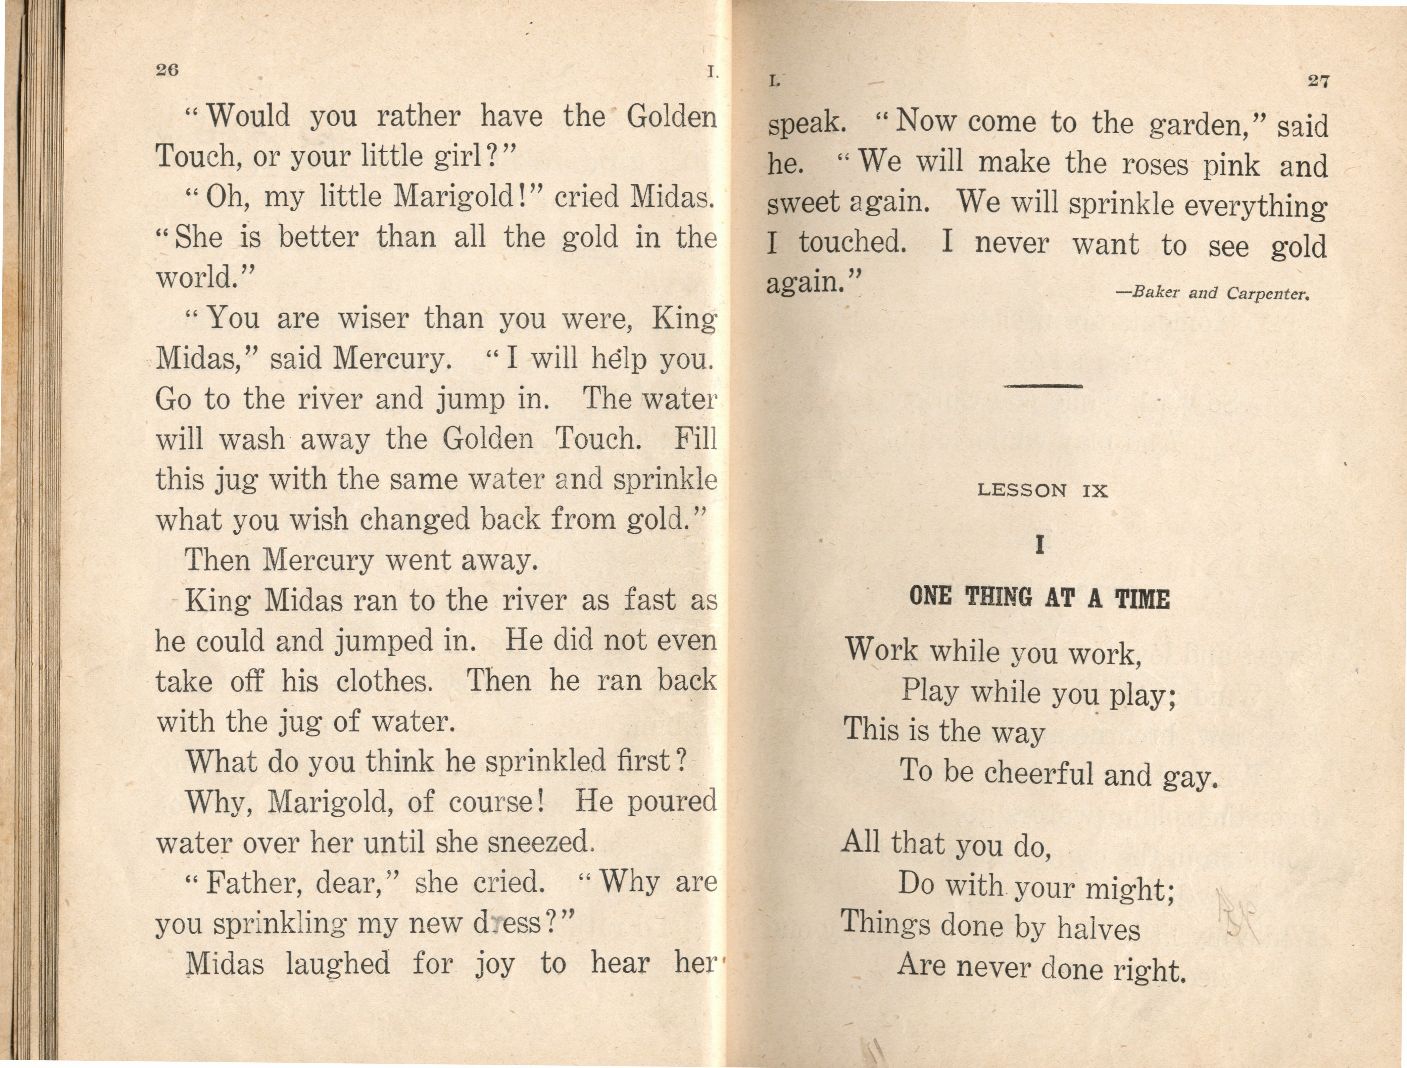 26
I.
“Would you rather have the Golden
Touch, or your little girl?”
“Oh, my little Marigold!” cried Midas.
“She is better than all the gold in the
world.”
“You are wiser than you were, King
Midas,” said Mercury. “I will help you.
Go to the river and jump in. The water
will wash away the Golden Touch. Fill
this jug with the same water and sprinkle
what you wish changed back from gold.”
Then Mercury went away.
King Midas ran to the river as fast as
he could and jumped in. He did not even
take off his clothes. Then he ran back
with the jug of water.
What do you think he sprinkled first?
Why, Marigold, of course! He poured
water over her until she sneezed.
“Father, dear,” she cried. “Why are
you sprinkling my new dress?”
Midas laughed for joy to hear her
I.
27
speak. “Now come to the garden,” said
he. “We will make the roses pink and
sweet again. We will sprinkle everything
I touched. I never want to see gold
again.”
—Baker and Carpenter.
LESSON IX
I
ONE THING AT A TIME
Work while you work,
Play while you play;
This is the way
To be cheerful and gay.
All that you do,
Do with your might;
Things done by halves
Are never done right.